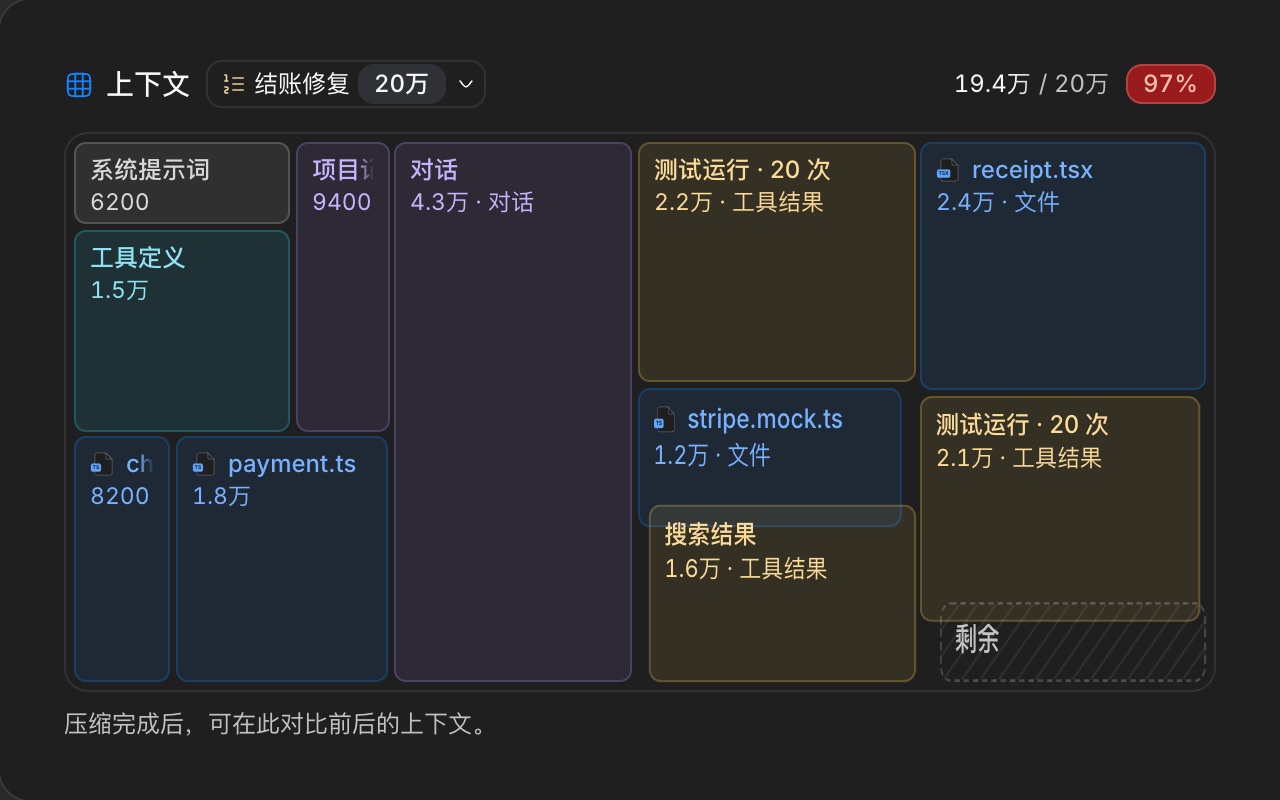 上下文
结账修复 20万
19.4万 / 20万
97%
系统提示词
6200
工具定义
1.5万
项目
9400
对话
4.3万 · 对话
测试运行 · 20 次
2.2万 · 工具结果
receipt.tsx
2.4万 · 文件
ch
8200
payment.ts
1.8万
stripe.mock.ts
1.2万 · 文件
搜索结果
1.6万 · 工具结果
测试运行 · 20 次
2.1万 · 工具结果
剩余
压缩完成后，可在此对比前后的上下文。